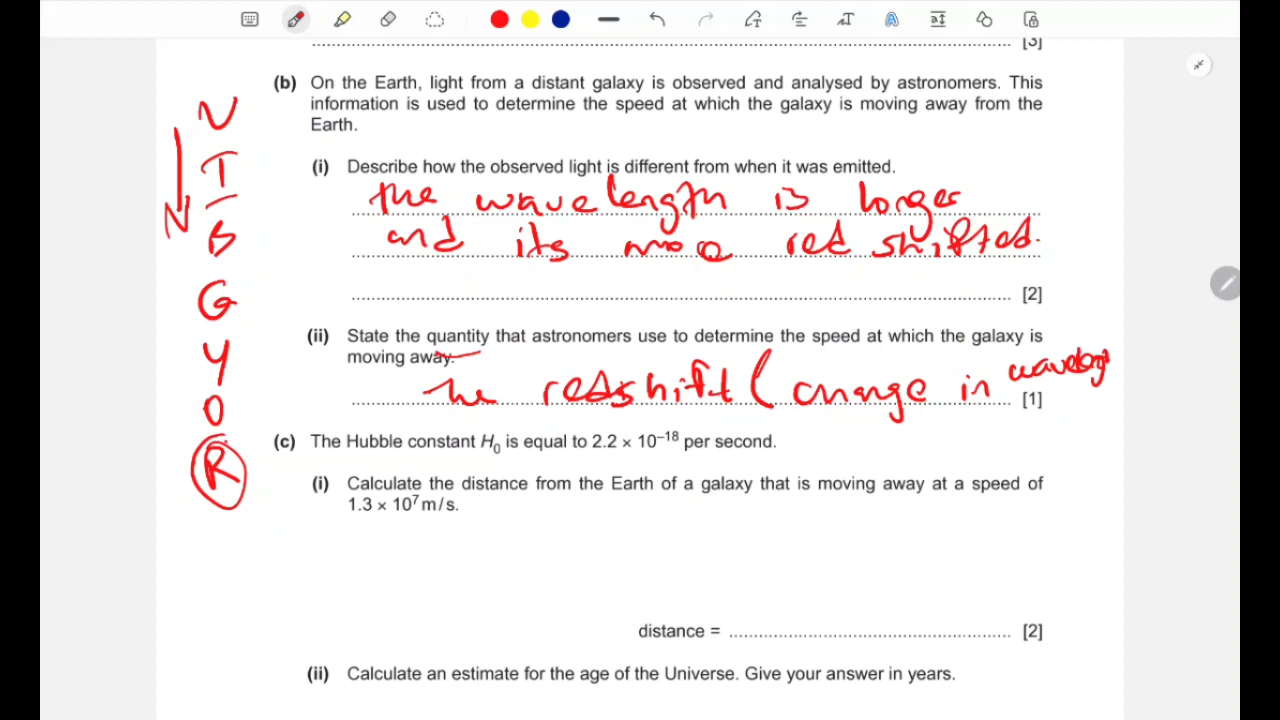 [3]
(b) On the Earth, light from a distant galaxy is observed and analysed by astronomers. This
information is used to determine the speed at which the galaxy is moving away from the
Earth.
(i) Describe how the observed light is different from when it was emitted.
the wavelength is longer
and its moe redshifted.
[2]
(ii) State the quantity that astronomers use to determine the speed at which the galaxy is
moving away.
the redshift (change in wavelength
[1]
(c) The Hubble constant H₀ is equal to 2.2 × 10⁻¹⁸ per second.
(i) Calculate the distance from the Earth of a galaxy that is moving away at a speed of
1.3 × 10⁷ m/s.
distance = [2]
(ii) Calculate an estimate for the age of the Universe. Give your answer in years.
V
I
B
G
Y
O
R